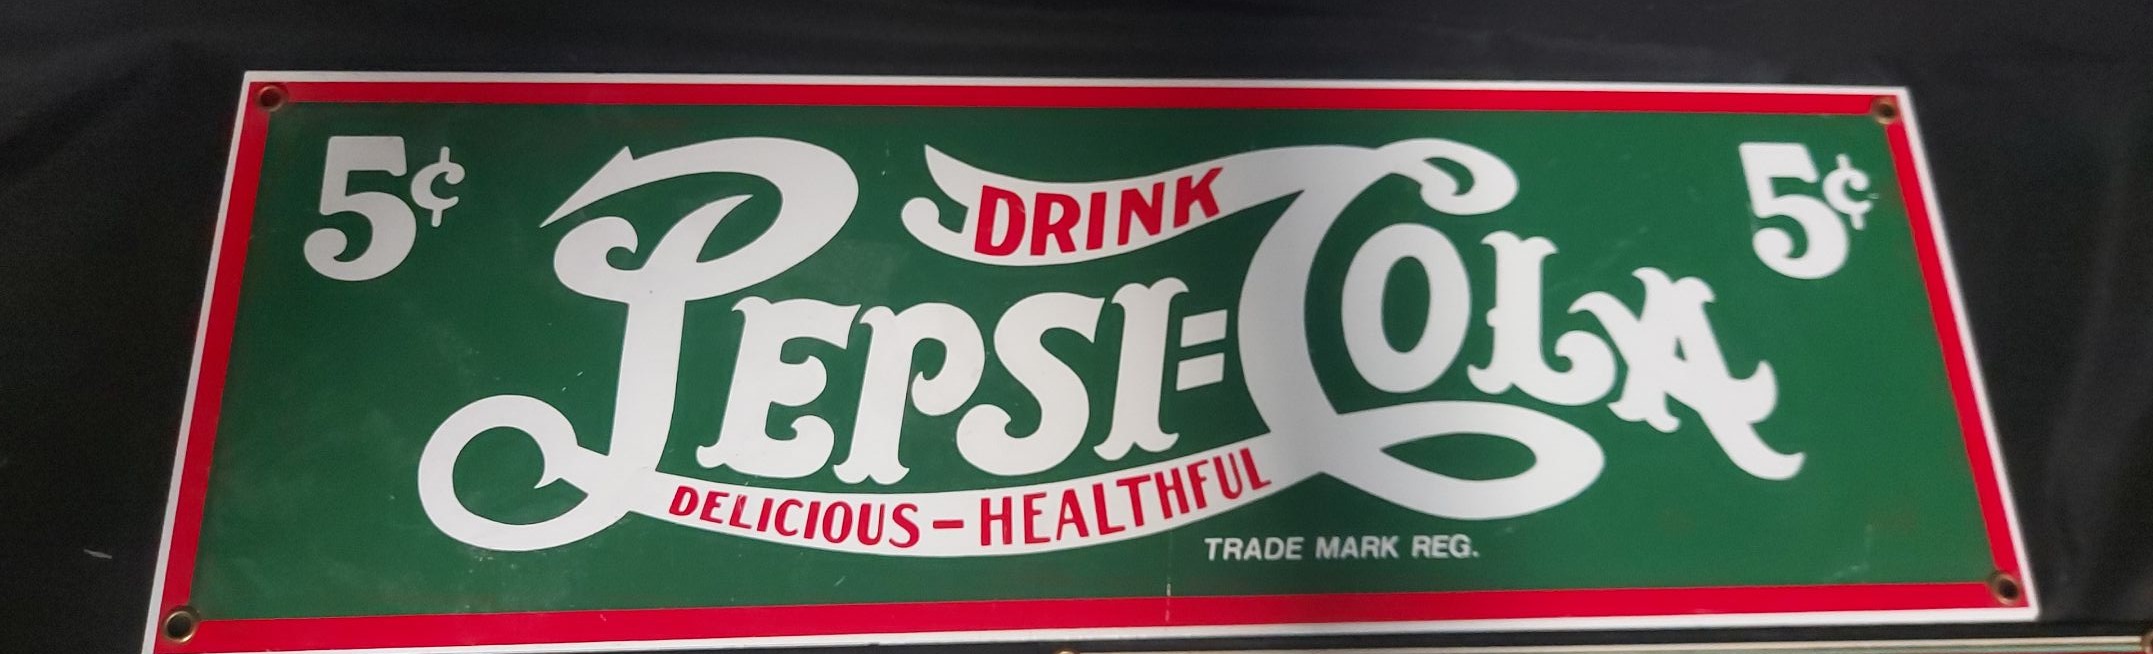 5¢ 5¢
DRINK
PEPSI=COLA
DELICIOUS-HEALTHFUL
TRADE MARK REG.